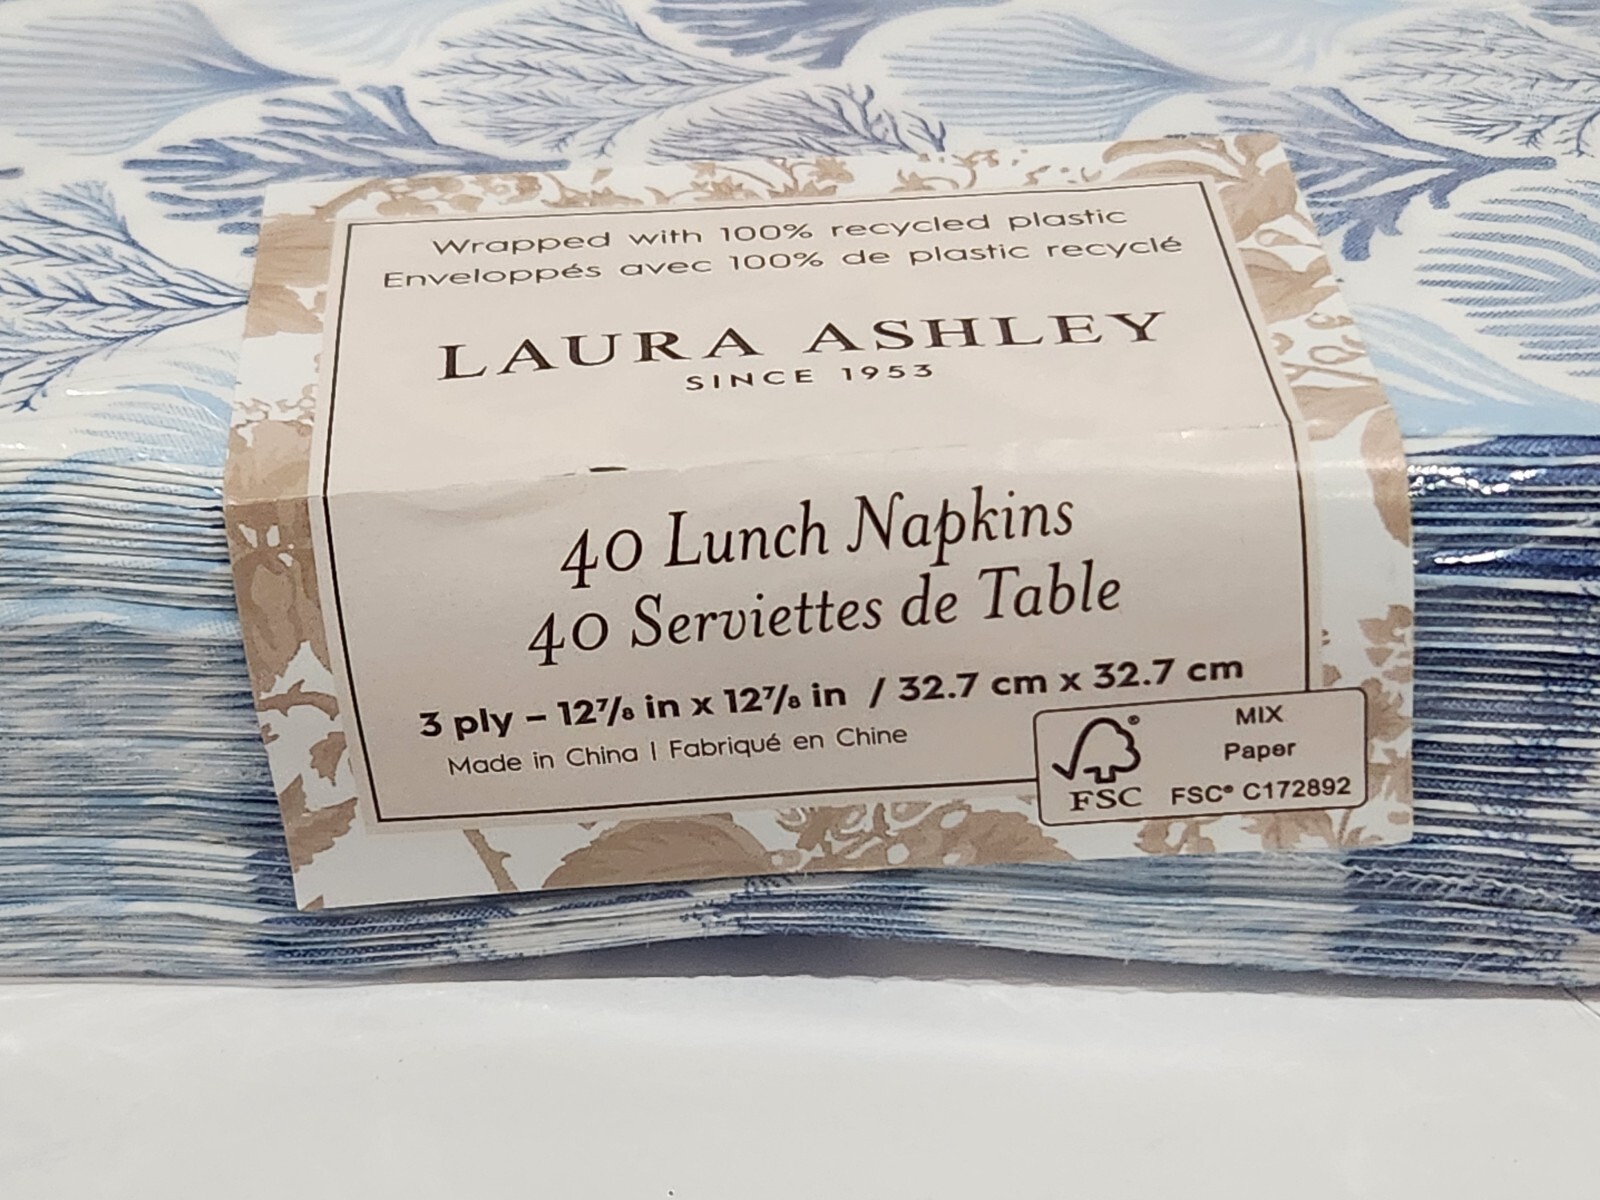 Wrapped with 100% recycled plastic
Enveloppés avec 100% de plastic recyclé
LAURA ASHLEY
SINCE 1953
40 Lunch Napkins
40 Serviettes de Table
3 ply – 12⅞ in x 12⅞ in / 32.7 cm x 32.7 cm
Made in China | Fabriqué en Chine
FSC®
MIX
Paper
FSC® C172892